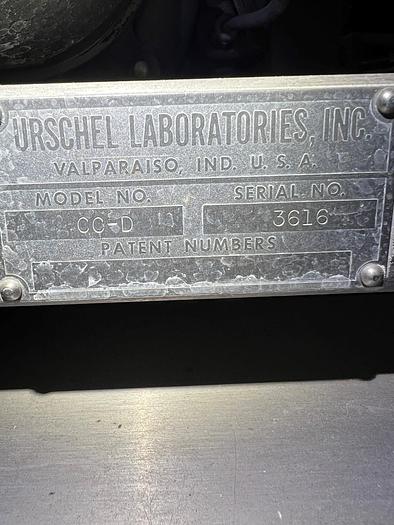 URSCHEL LABORATORIES, INC.
VALPARAISO, IND. U. S. A.
MODEL NO. SERIAL NO.
CC-D 3616
PATENT NUMBERS